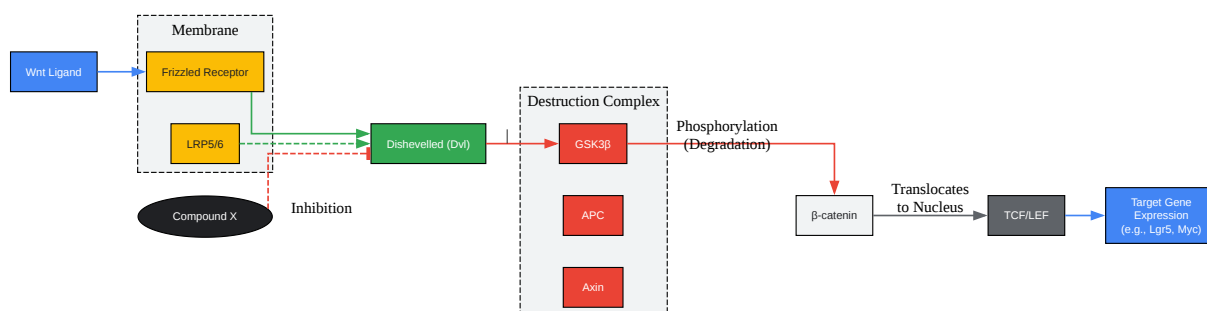 Membrane
Wnt Ligand
Frizzled Receptor
LRP5/6
Compound X
Inhibition
Dishevelled (Dvl)
Destruction Complex
GSK3β
APC
Axin
Phosphorylation
(Degradation)
β-catenin
Translocates
to Nucleus
TCF/LEF
Target Gene
Expression
(e.g., Lgr5, Myc)